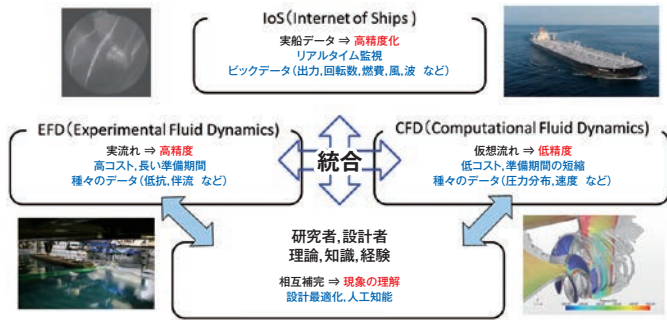 IoS(Internet of Ships)
実船データ ⇒ 高精度化
リアルタイム監視
ビックデータ(出力,回転数,燃費,風,波 など)
EFD(Experimental Fluid Dynamics)
実流れ ⇒ 高精度
高コスト,長い準備期間
種々のデータ(低抗,伴流 など)
統合
CFD(Computational Fluid Dynamics)
仮想流れ ⇒ 低精度
低コスト,準備期間の短縮
種々のデータ(圧力分布,速度 など)
研究者,設計者
理論,知識,経験
相互補完 ⇒ 現象の理解
設計最適化,人工知能